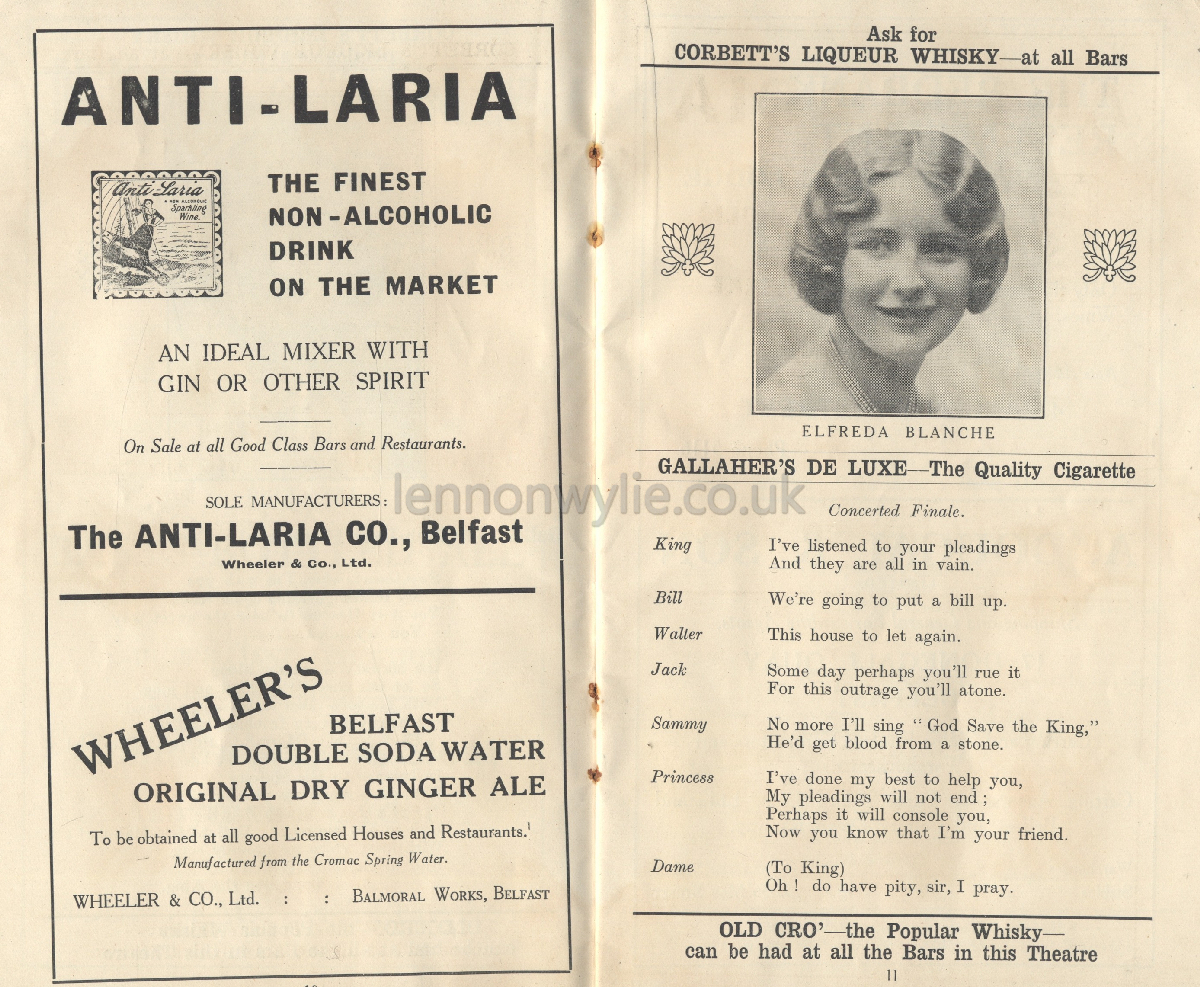 ANTI-LARIA
Anti-Laria
A NON ALCOHOLIC
Sparkling
Wine.
THE FINEST
NON-ALCOHOLIC
DRINK
ON THE MARKET
AN IDEAL MIXER WITH
GIN OR OTHER SPIRIT
On Sale at all Good Class Bars and Restaurants.
SOLE MANUFACTURERS:
The ANTI-LARIA CO., Belfast
Wheeler & Co., Ltd.
WHEELER'S
BELFAST
DOUBLE SODA WATER
ORIGINAL DRY GINGER ALE
To be obtained at all good Licensed Houses and Restaurants.
Manufactured from the Cromac Spring Water.
WHEELER & CO., Ltd. : : BALMORAL WORKS, BELFAST
Ask for
CORBETT'S LIQUEUR WHISKY—at all Bars
ELFREDA BLANCHE
GALLAHER'S DE LUXE—The Quality Cigarette
lennonwylie.co.uk
Concerted Finale.
King I've listened to your pleadings
And they are all in vain.
Bill We're going to put a bill up.
Walter This house to let again.
Jack Some day perhaps you'll rue it
For this outrage you'll atone.
Sammy No more I'll sing "God Save the King,"
He'd get blood from a stone.
Princess I've done my best to help you,
My pleadings will not end;
Perhaps it will console you,
Now you know that I'm your friend.
Dame (To King)
Oh! do have pity, sir, I pray.
OLD CRO'—the Popular Whisky—
can be had at all the Bars in this Theatre
11